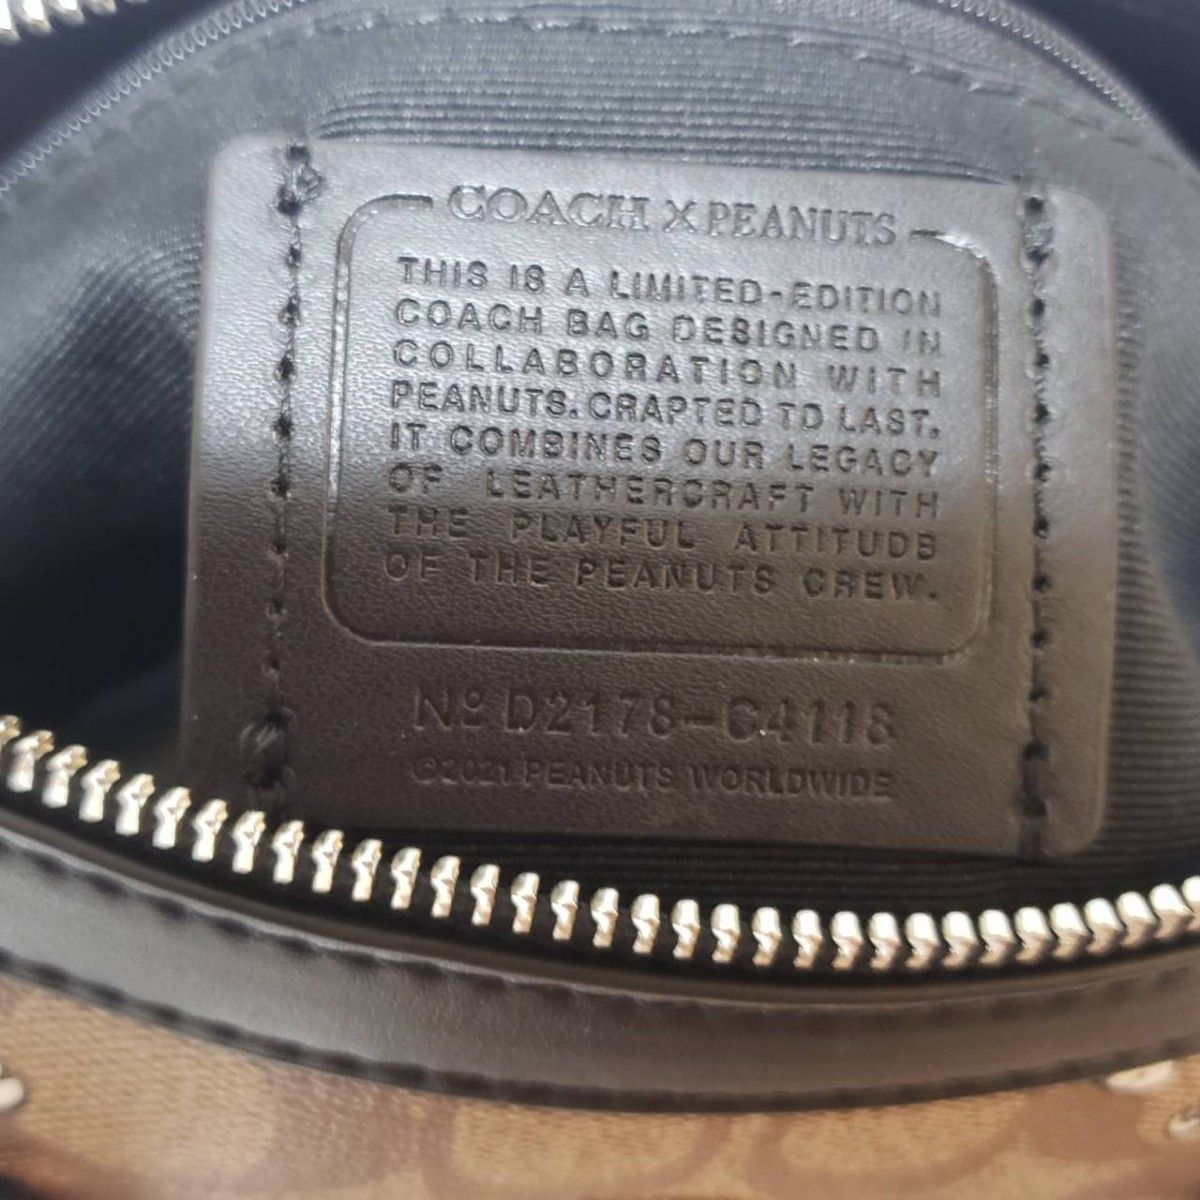 COACH X PEANUTS
THIS IS A LIMITED-EDITION
COACH BAG DESIGNED IN
COLLABORATION WITH
PEANUTS. CRAPTED TO LAST.
IT COMBINES OUR LEGACY
OF LEATHERCRAFT WITH
THE PLAYFUL ATTITUDE
OF THE PEANUTS CREW.
Nº D2178-C4118
©2021 PEANUTS WORLDWIDE